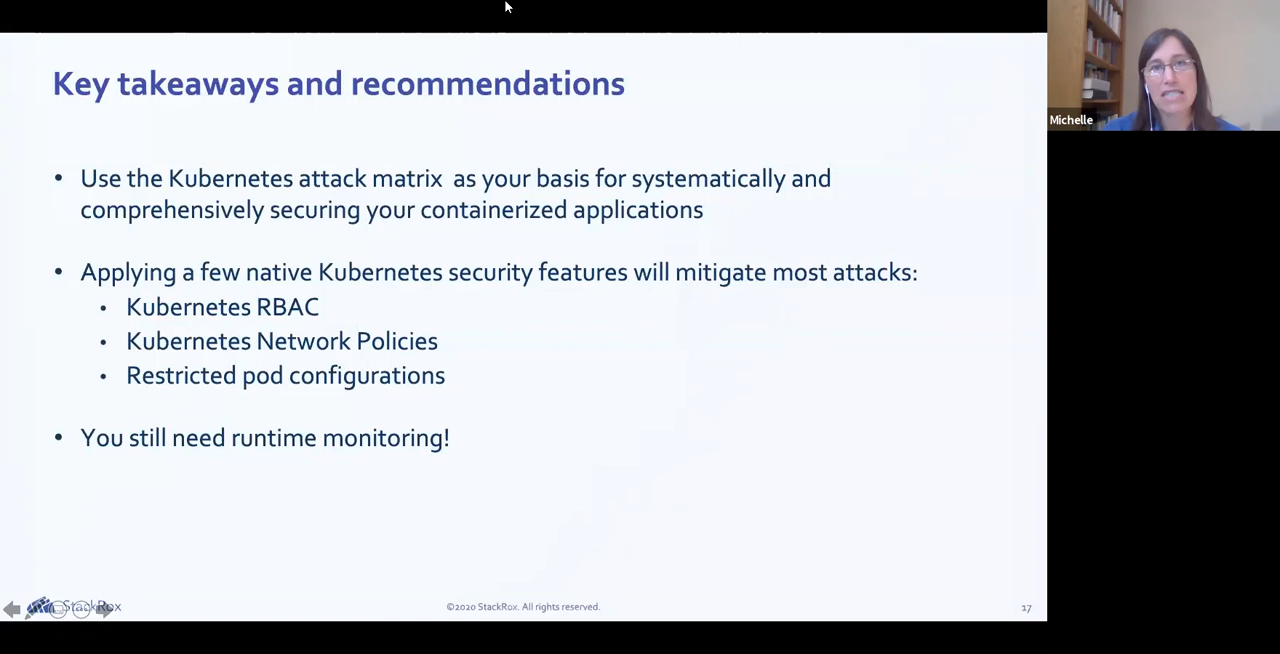 Key takeaways and recommendations
Michelle
• Use the Kubernetes attack matrix  as your basis for systematically and
comprehensively securing your containerized applications
• Applying a few native Kubernetes security features will mitigate most attacks:
• Kubernetes RBAC
• Kubernetes Network Policies
• Restricted pod configurations
• You still need runtime monitoring!
StackRox
©2020 StackRox. All rights reserved.
17